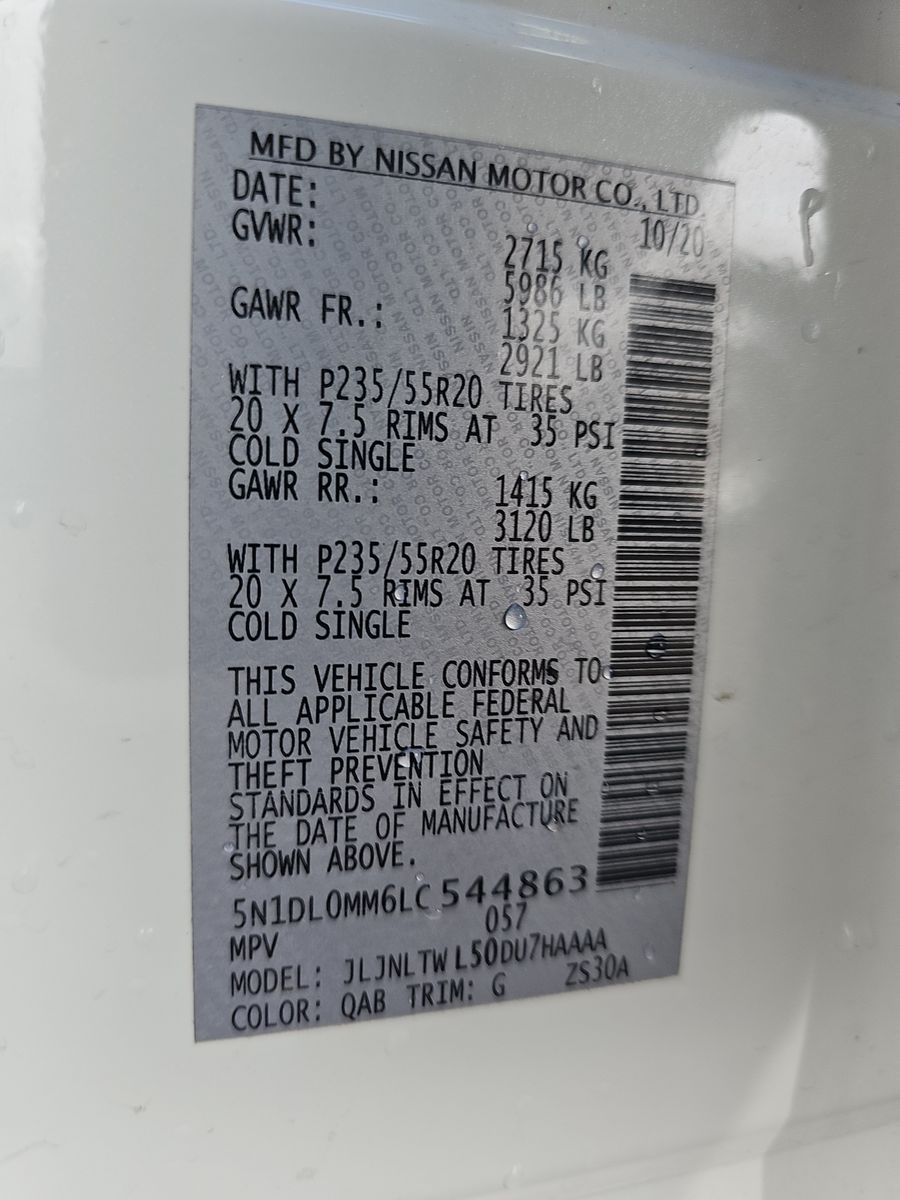 MFD BY NISSAN MOTOR CO., LTD.
DATE: 10/20
GVWR: 2715 KG
5986 LB
GAWR FR.: 1325 KG
2921 LB
WITH P235/55R20 TIRES
20 X 7.5 RIMS AT 35 PSI
COLD SINGLE
GAWR RR.: 1415 KG
3120 LB
WITH P235/55R20 TIRES
20 X 7.5 RIMS AT 35 PSI
COLD SINGLE
THIS VEHICLE CONFORMS TO
ALL APPLICABLE FEDERAL
MOTOR VEHICLE SAFETY AND
THEFT PREVENTION
STANDARDS IN EFFECT ON
THE DATE OF MANUFACTURE
SHOWN ABOVE.
5N1DL0MM6LC544863
MPV 057
MODEL: JLJNLTWL50DU7HAAAA
COLOR: QAB TRIM: G ZS30A